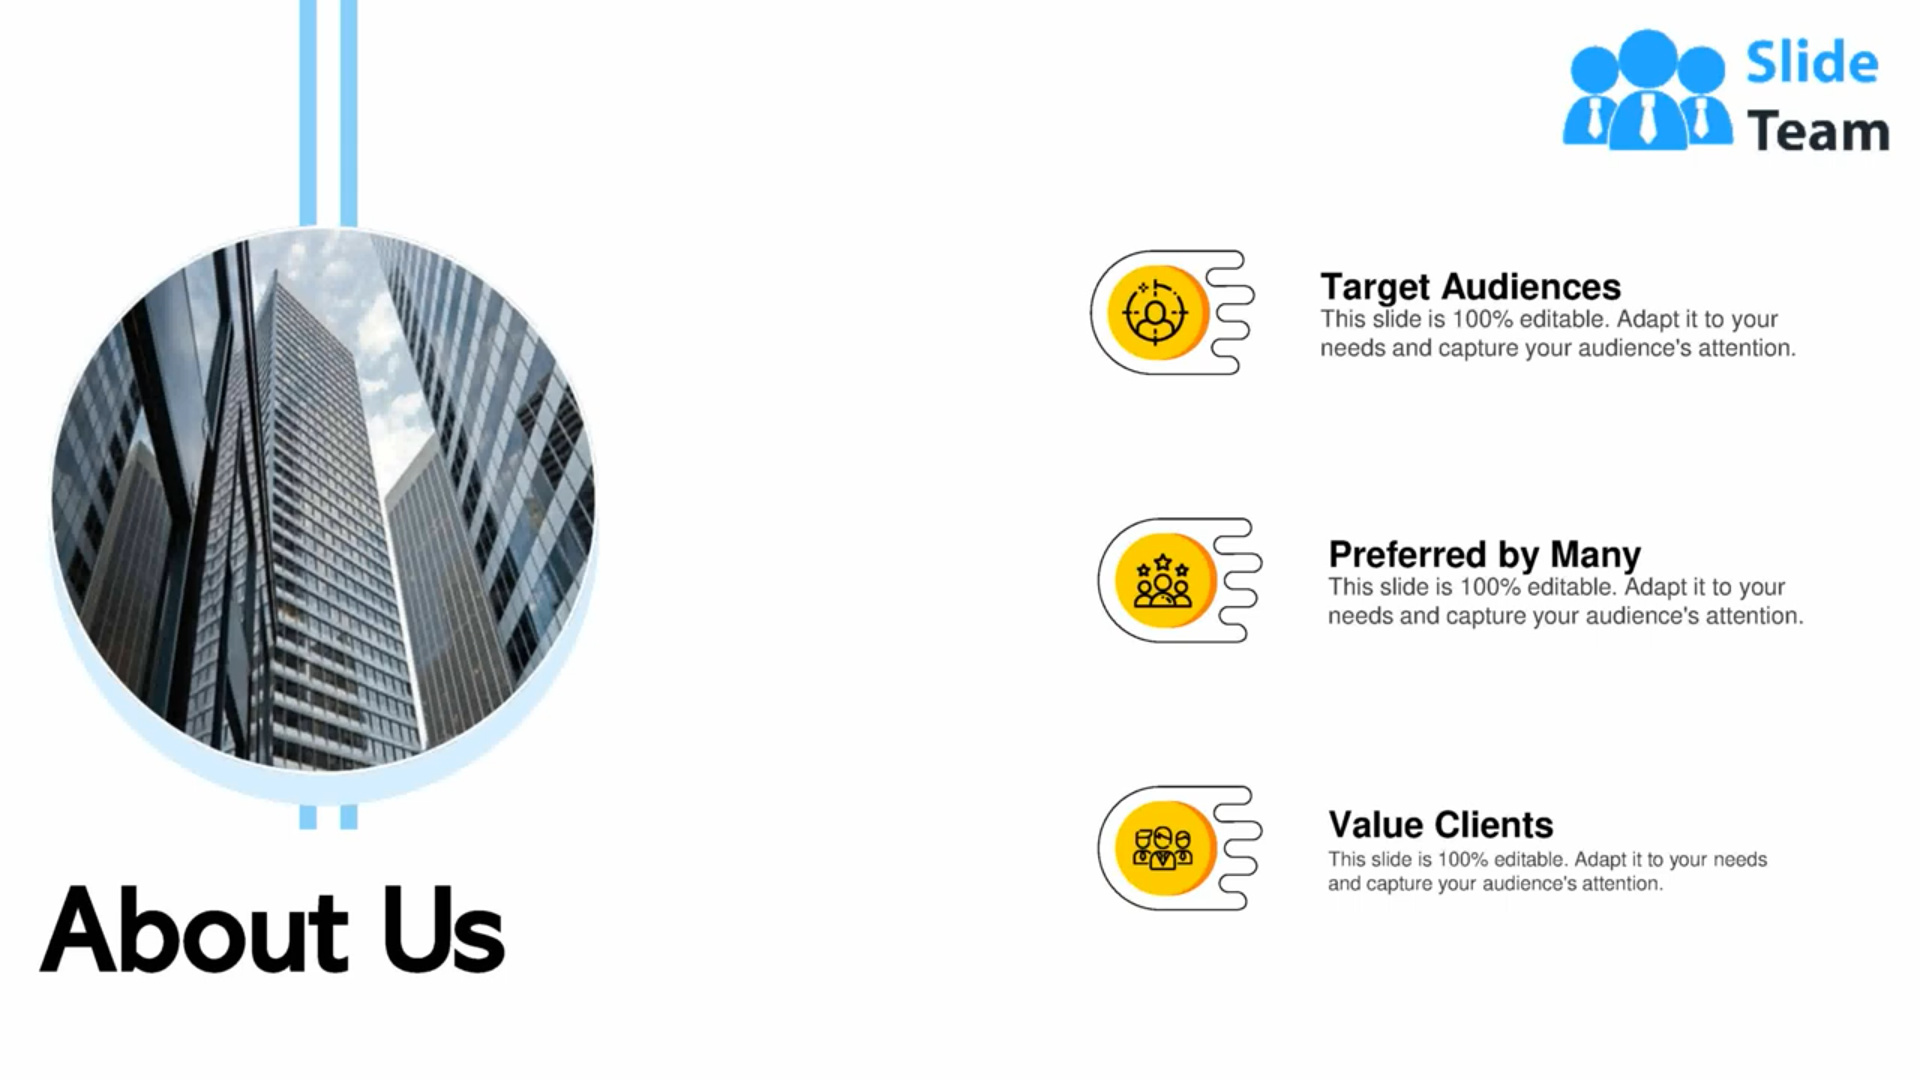 Slide
Team
Target Audiences
This slide is 100% editable. Adapt it to your
needs and capture your audience's attention.
Preferred by Many
This slide is 100% editable. Adapt it to your
needs and capture your audience's attention.
Value Clients
This slide is 100% editable. Adapt it to your needs
and capture your audience's attention.
About Us